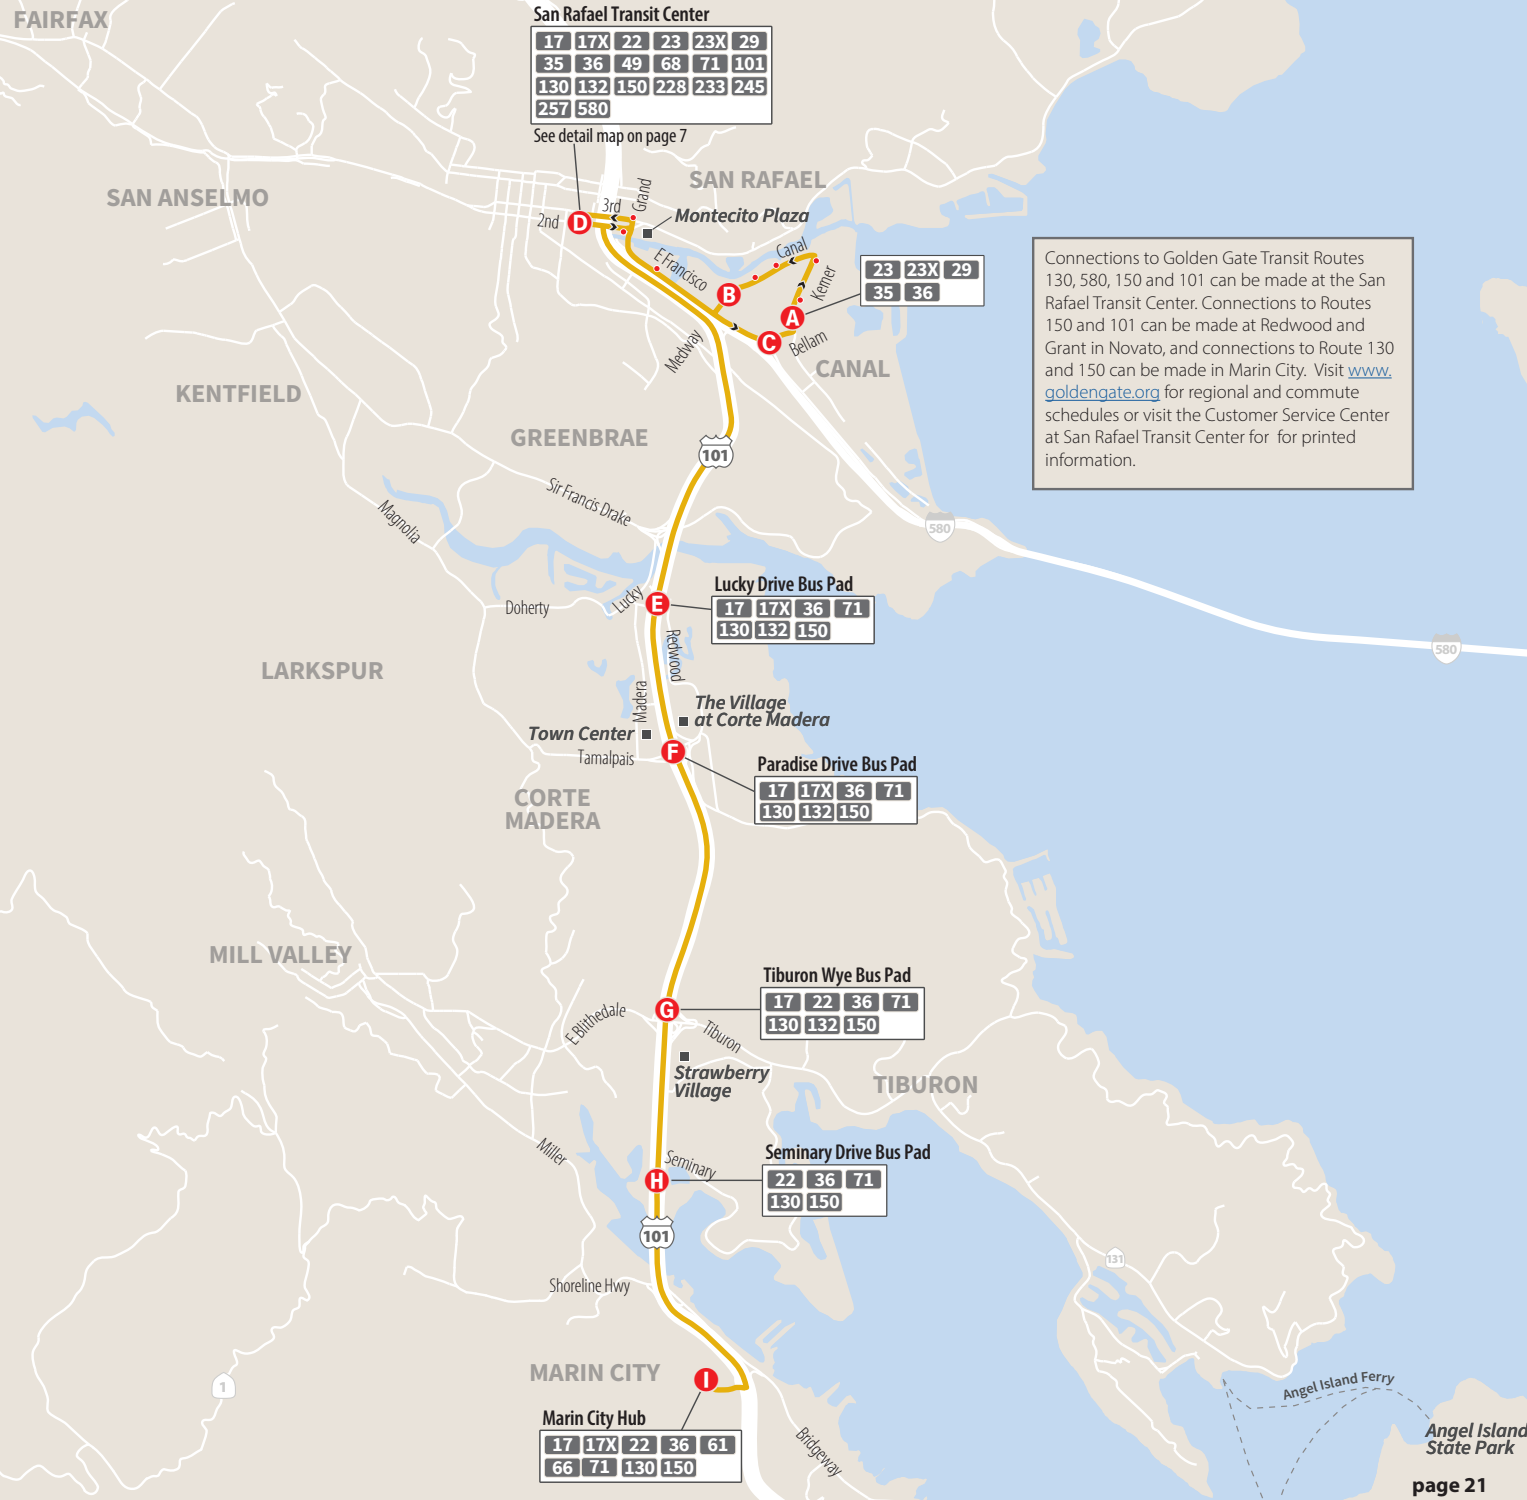 FAIRFAX
San Rafael Transit Center
17 17X 22 23 23X 29
35 36 49 68 71 101
130 132 150 228 233 245
257 580
See detail map on page 7
SAN RAFAEL
SAN ANSELMO
Grand
3rd
2nd
D
Montecito Plaza
E Francisco
Canal
Kerner
B
A
C
Bellam
Medway
23 23X 29
35 36
CANAL
Connections to Golden Gate Transit Routes
130, 580, 150 and 101 can be made at the San
Rafael Transit Center. Connections to Routes
150 and 101 can be made at Redwood and
Grant in Novato, and connections to Route 130
and 150 can be made in Marin City.  Visit www.
goldengate.org for regional and commute
schedules or visit the Customer Service Center
at San Rafael Transit Center for  for printed
information.
KENTFIELD
GREENBRAE
101
Sir Francis Drake
Magnolia
580
580
Lucky Drive Bus Pad
17 17X 36 71
130 132 150
E
Lucky
Doherty
Redwood
LARKSPUR
Madera
The Village
at Corte Madera
Town Center
Tamalpais
F
Paradise Drive Bus Pad
17 17X 36 71
130 132 150
CORTE
MADERA
MILL VALLEY
Tiburon Wye Bus Pad
17 22 36 71
130 132 150
G
E Blithedale
Tiburon
Strawberry
Village
TIBURON
Miller
Seminary
Seminary Drive Bus Pad
22 36 71
130 150
H
101
131
Shoreline Hwy
MARIN CITY
I
1
Marin City Hub
17 17X 22 36 61
66 71 130 150
Bridgeway
Angel Island Ferry
Angel Island
State Park
page 21